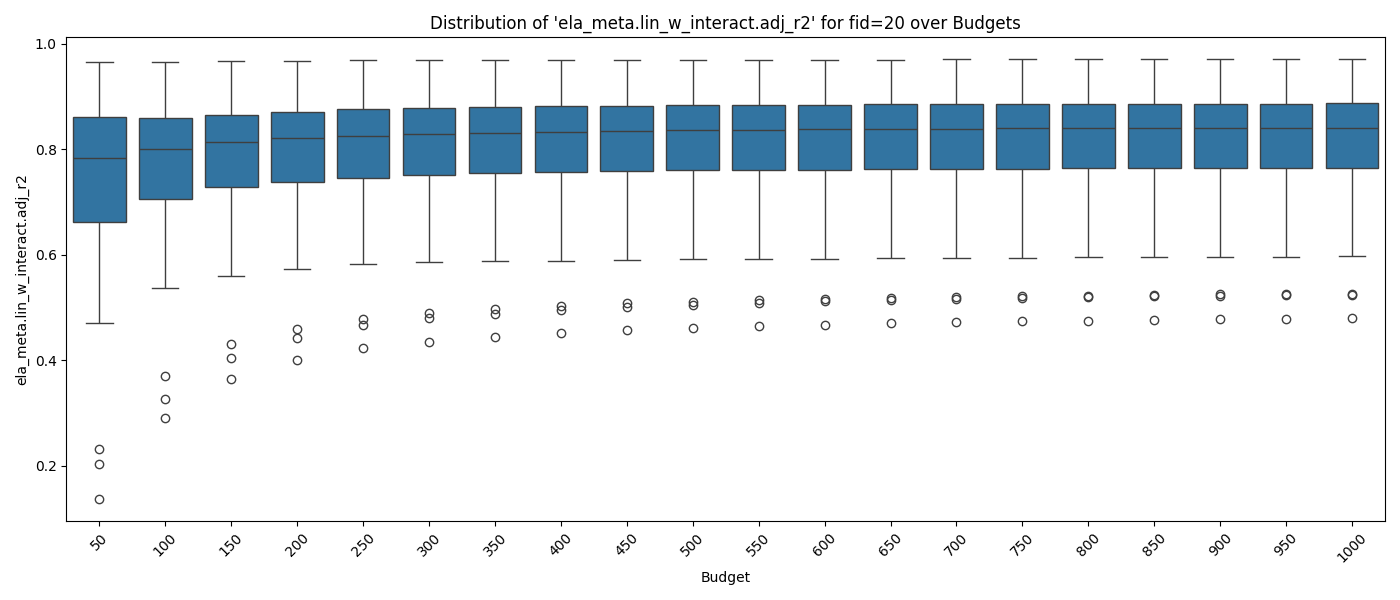 Distribution of 'ela_meta.lin_w_interact.adj_r2' for fid=20 over Budgets
ela_meta.lin_w_interact.adj_r2
1.0
0.8
0.6
0.4
0.2
50 100 150 200 250 300 350 400 450 500 550 600 650 700 750 800 850 900 950 1000
Budget